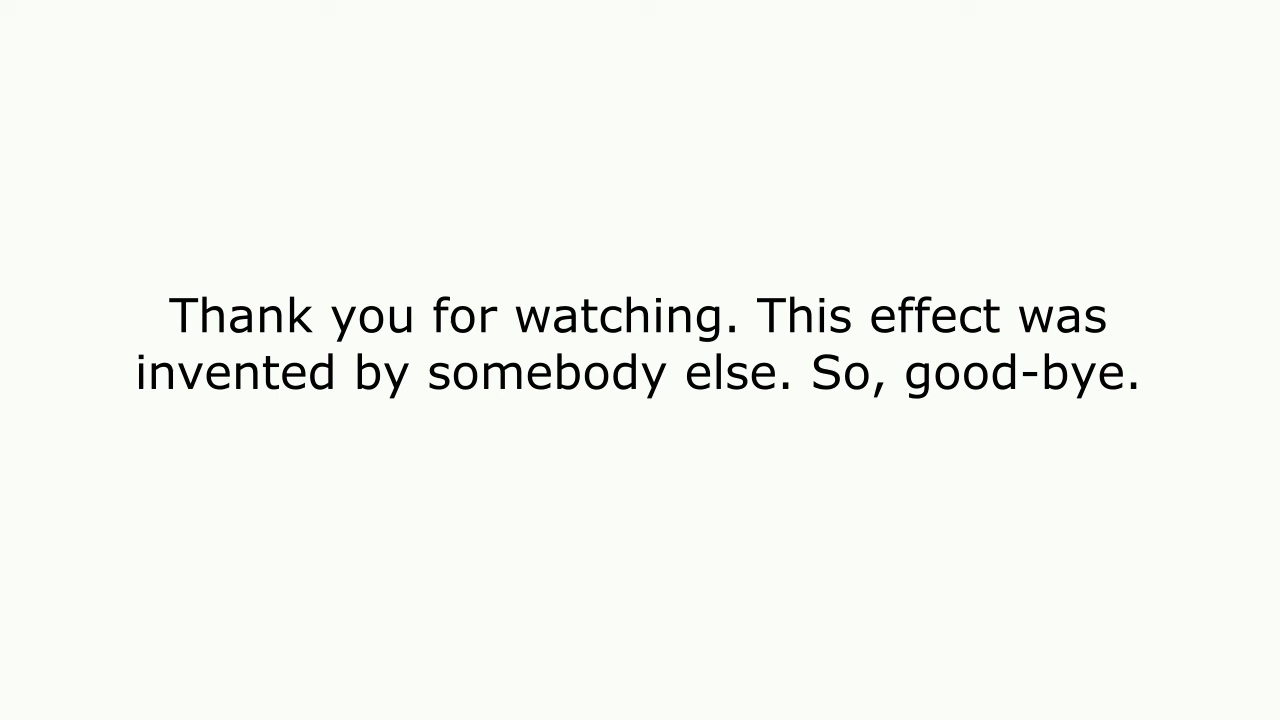 Thank you for watching. This effect was
invented by somebody else. So, good-bye.